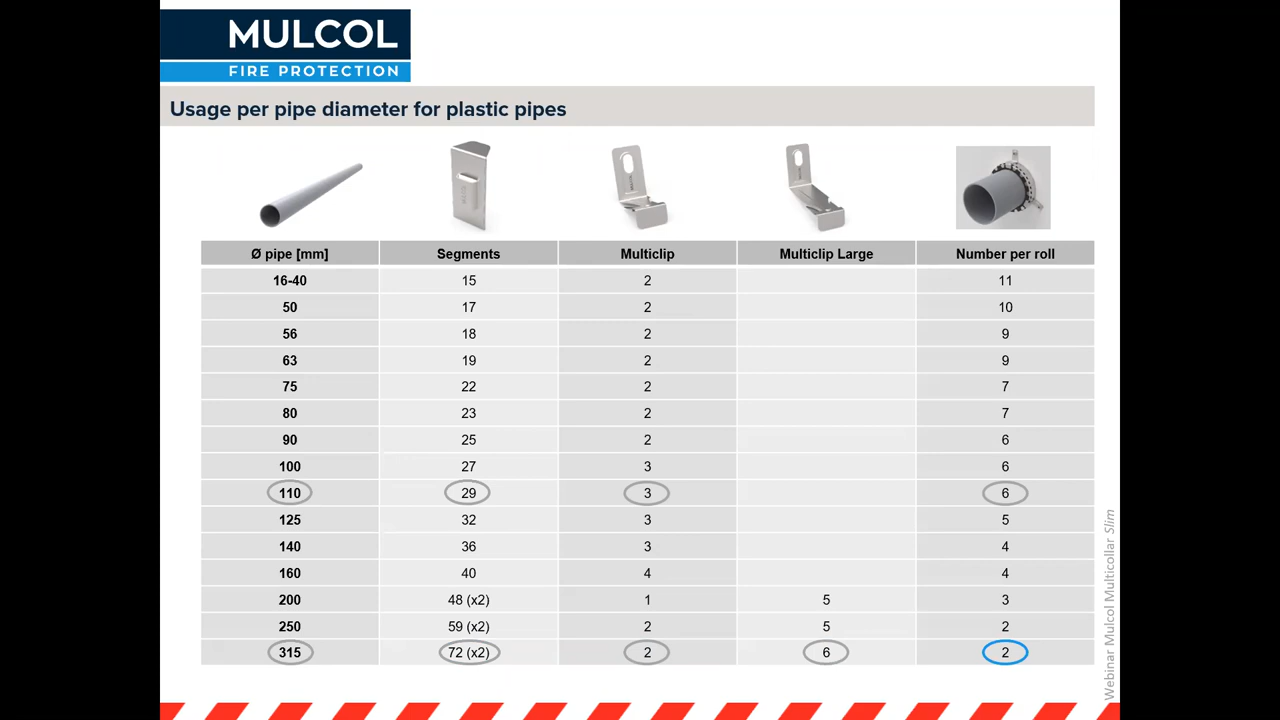 MULCOL
FIRE PROTECTION
Usage per pipe diameter for plastic pipes
Ø pipe [mm] Segments Multiclip Multiclip Large Number per roll
16-40 15 2 11
50 17 2 10
56 18 2 9
63 19 2 9
75 22 2 7
80 23 2 7
90 25 2 6
100 27 3 6
110 29 3 6
125 32 3 5
140 36 3 4
160 40 4 4
200 48 (x2) 1 5 3
250 59 (x2) 2 5 2
315 72 (x2) 2 6 2
Webinar Mulcol Multicollar Slim